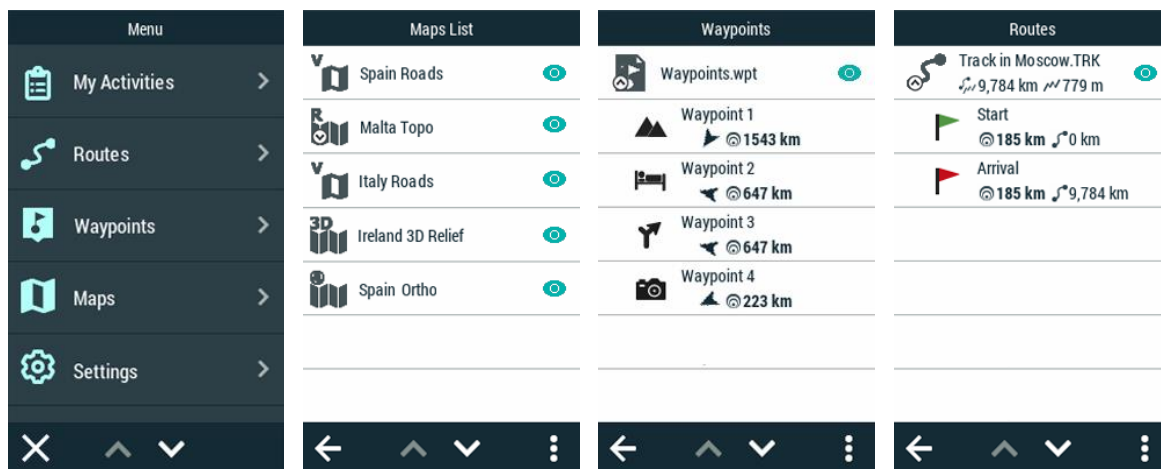 Menu
My Activities
Routes
Waypoints
Maps
Settings
Maps List
V
Spain Roads
R
Malta Topo
V
Italy Roads
3D
Ireland 3D Relief
Spain Ortho
Waypoints
Waypoints.wpt
Waypoint 1
1543 km
Waypoint 2
647 km
Waypoint 3
647 km
Waypoint 4
223 km
Routes
Track in Moscow.TRK
9,784 km 779 m
Start
185 km 0 km
Arrival
185 km 9,784 km